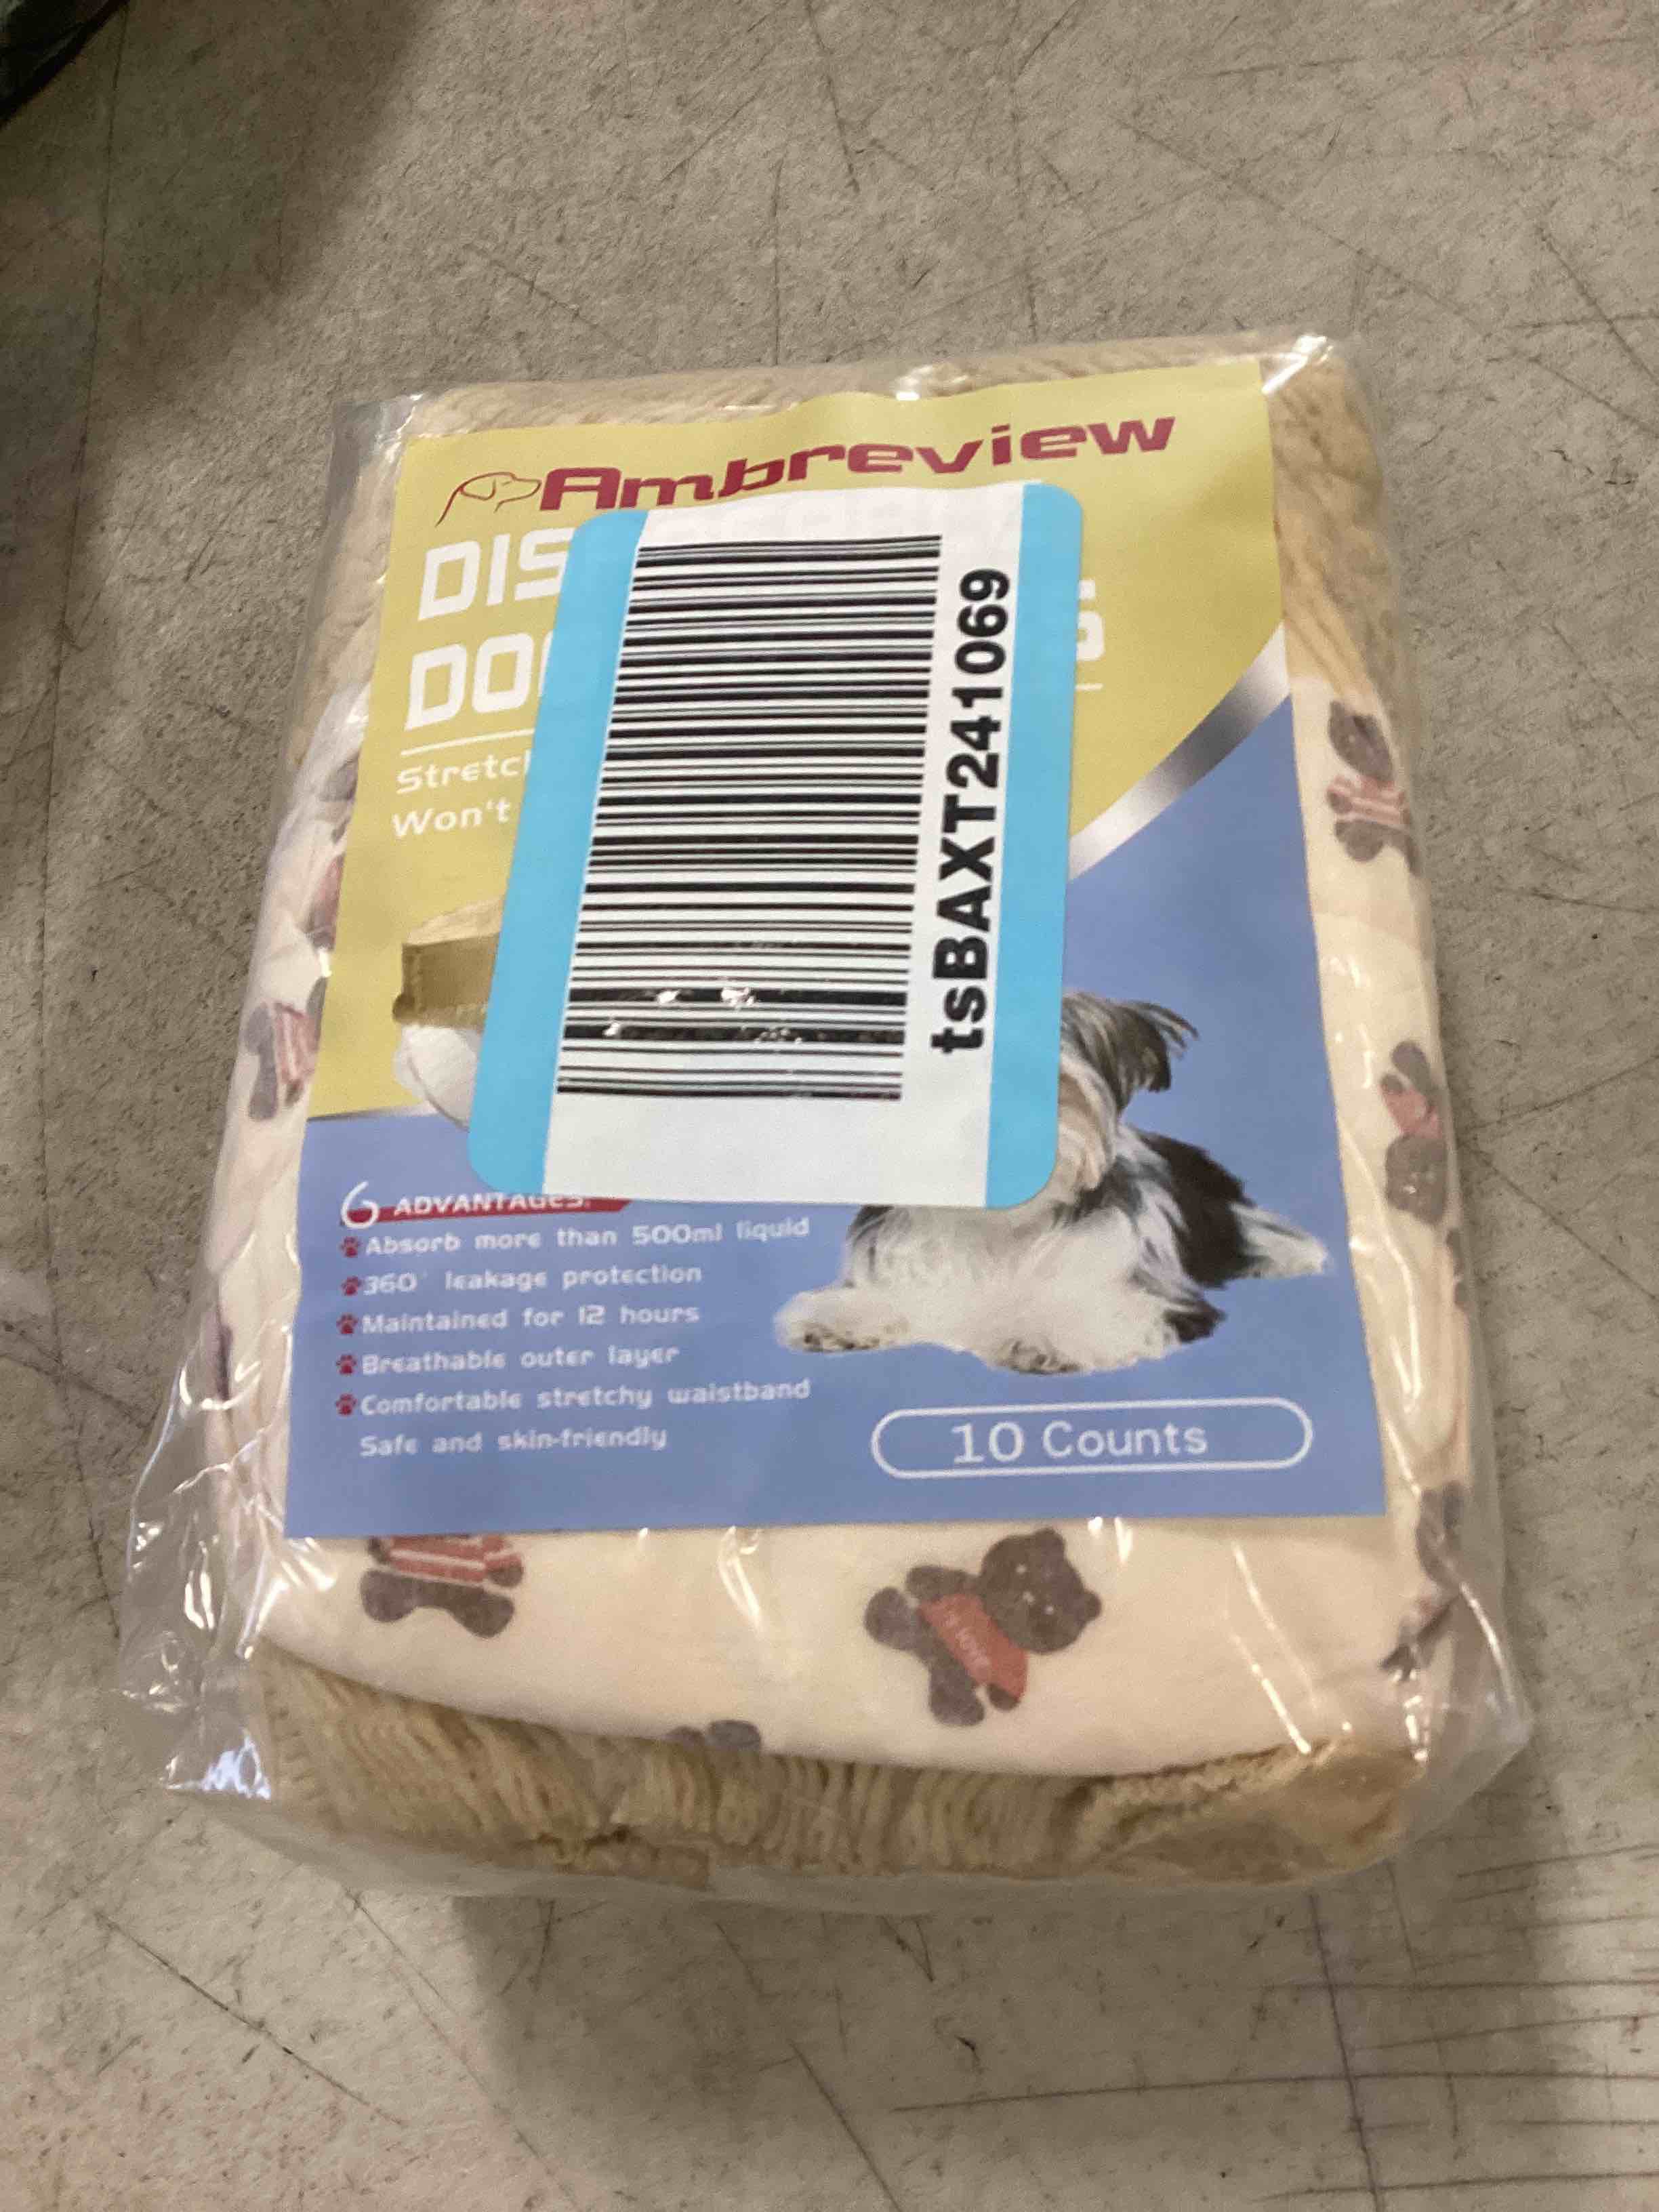 Ambreview
DIS
DO
Stretc
Won't
tsBAXT241069
6 ADVANTAGES:
Absorb more than 500ml liquid
360° leakage protection
Maintained for 12 hours
Breathable outer layer
Comfortable stretchy waistband
Safe and skin-friendly
10 Counts